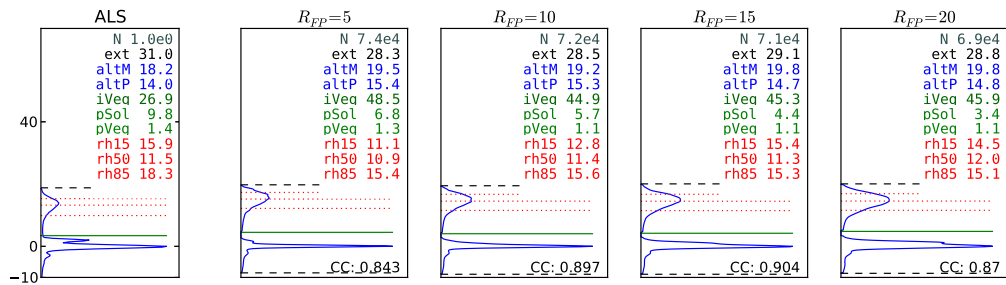 ALS
N 1.0e0
ext 31.0
altM 18.2
altP 14.0
iVeg 26.9
pSol 9.8
pVeg 1.4
rh15 15.9
rh50 11.5
rh85 18.3
40
0
−10
R_FP=5
N 7.4e4
ext 28.3
altM 19.5
altP 15.4
iVeg 48.5
pSol 6.8
pVeg 1.3
rh15 11.1
rh50 10.9
rh85 15.4
CC: 0.843
R_FP=10
N 7.2e4
ext 28.5
altM 19.2
altP 15.3
iVeg 44.9
pSol 5.7
pVeg 1.1
rh15 12.8
rh50 11.4
rh85 15.6
CC: 0.897
R_FP=15
N 7.1e4
ext 29.1
altM 19.8
altP 14.7
iVeg 45.3
pSol 4.4
pVeg 1.1
rh15 15.4
rh50 11.3
rh85 15.3
CC: 0.904
R_FP=20
N 6.9e4
ext 28.8
altM 19.8
altP 14.8
iVeg 45.9
pSol 3.4
pVeg 1.1
rh15 14.5
rh50 12.0
rh85 15.1
CC: 0.87